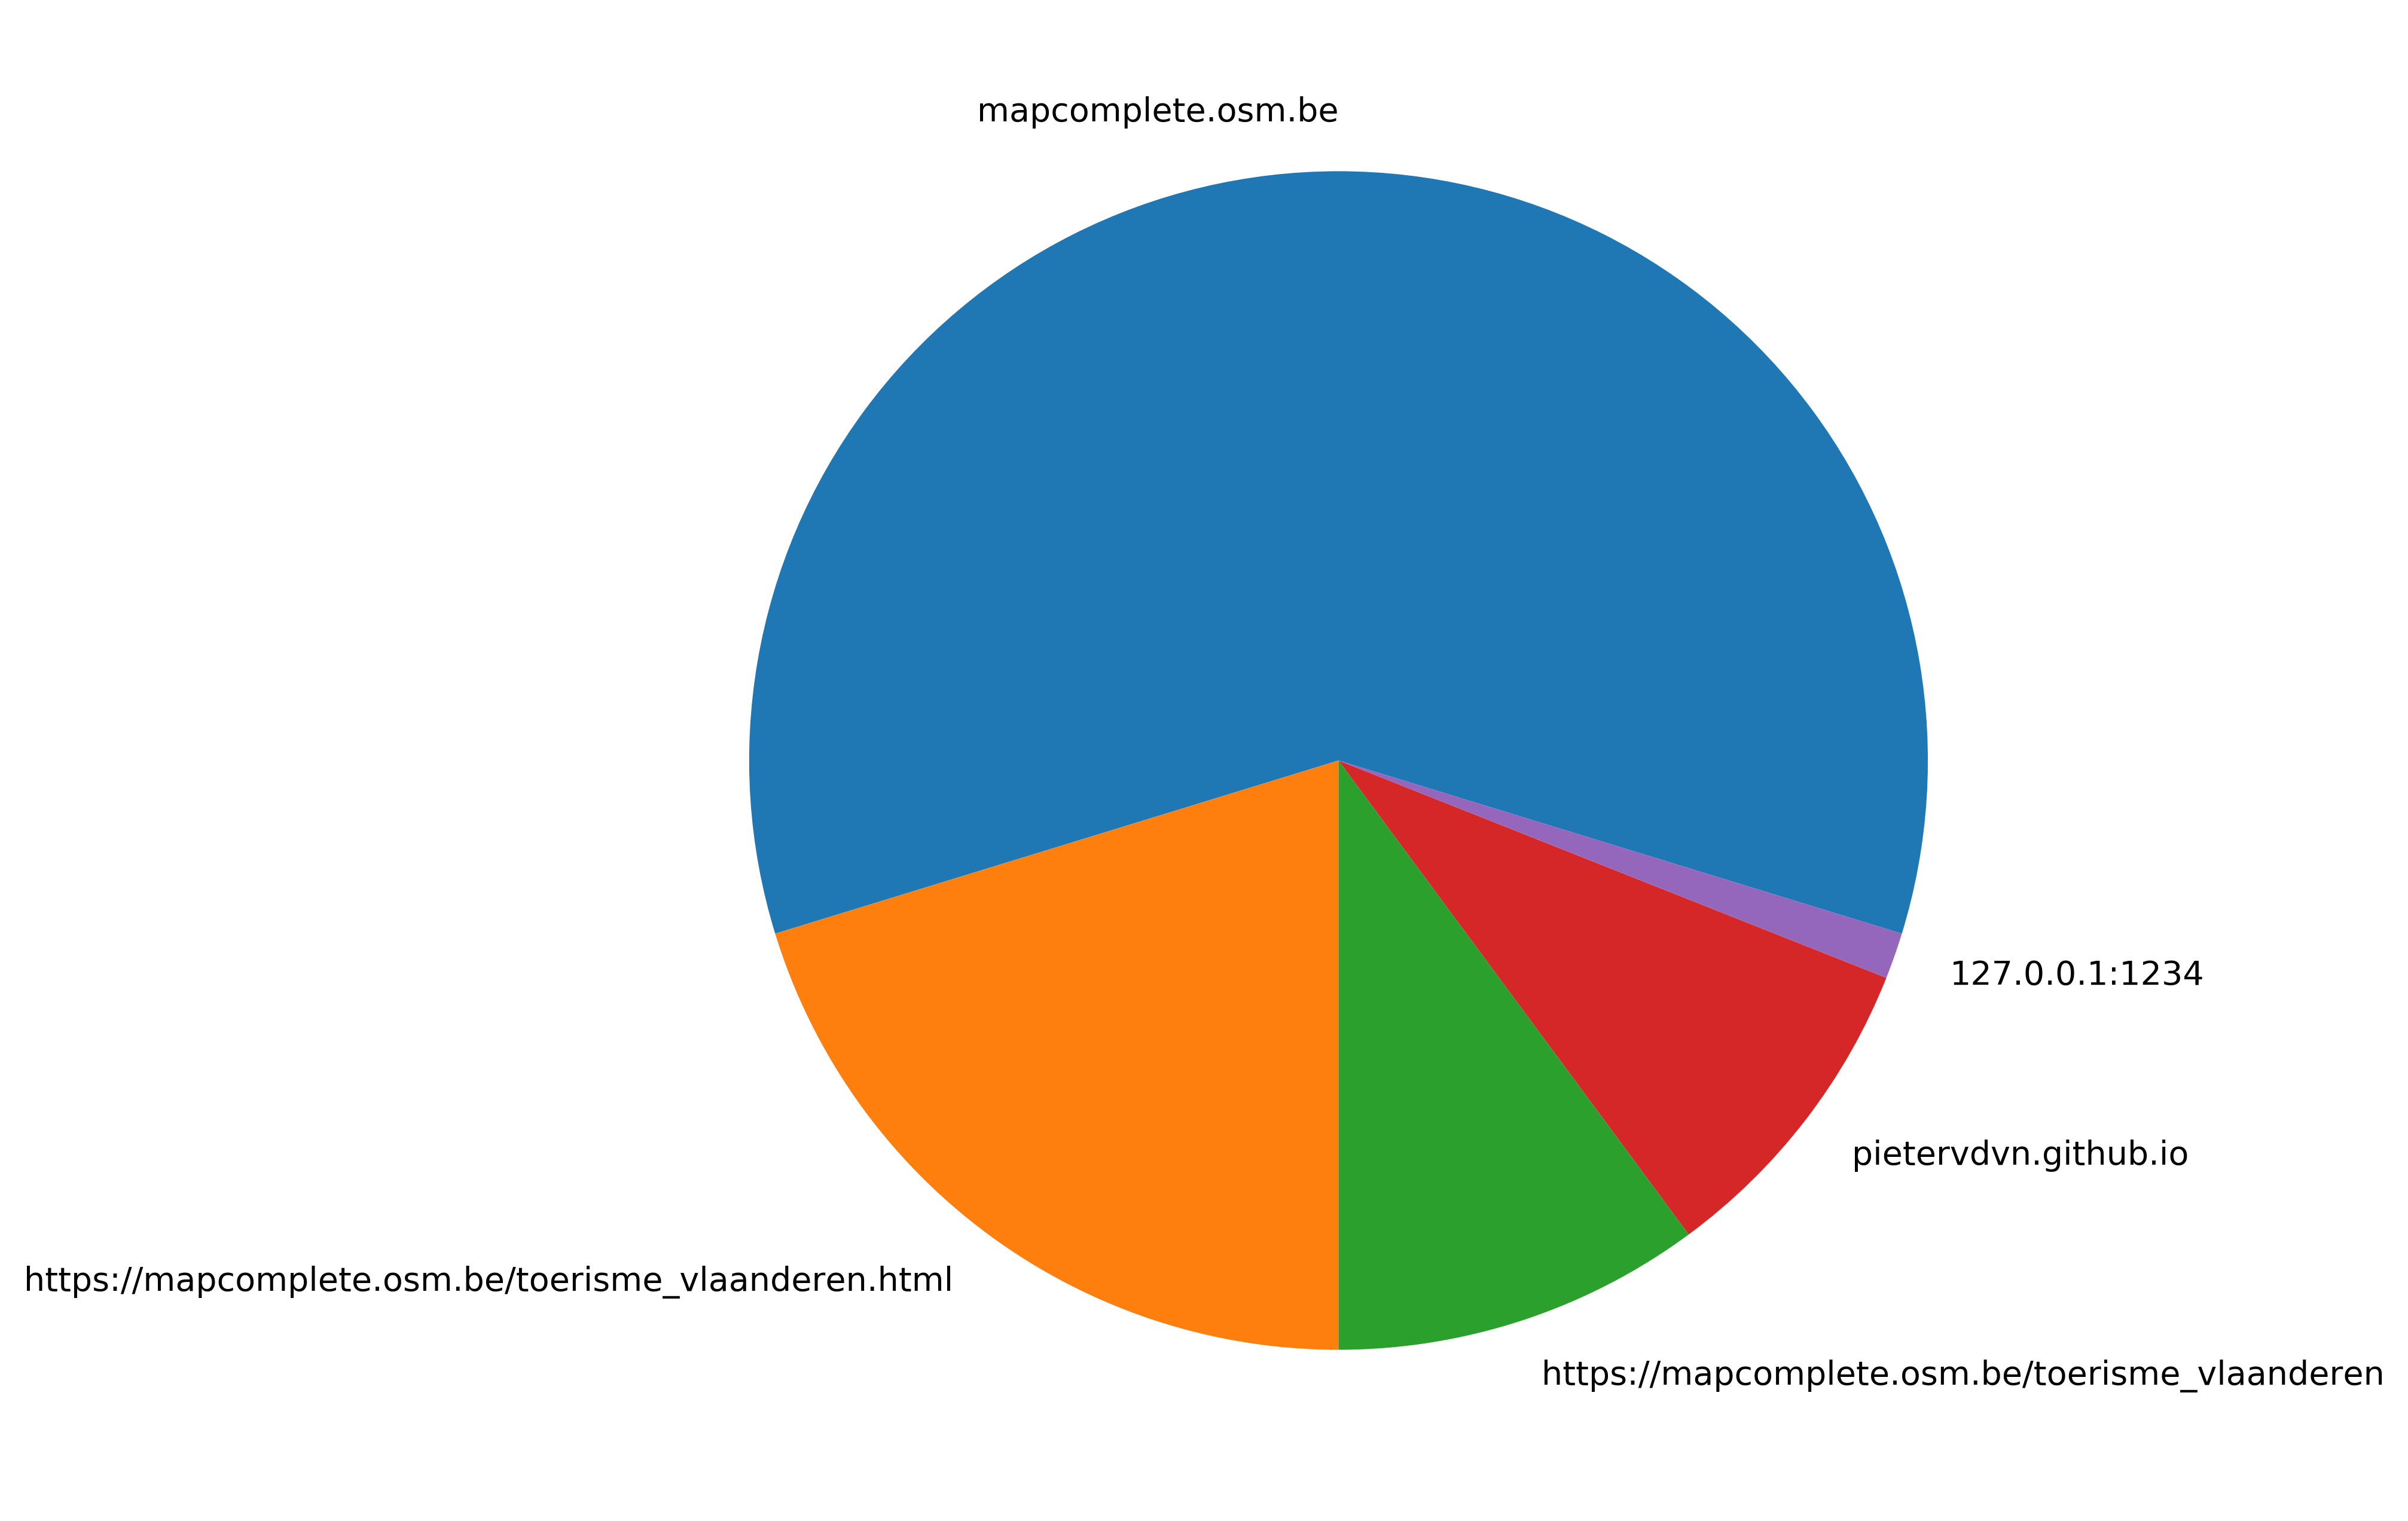 mapcomplete.osm.be
127.0.0.1:1234
pietervdvn.github.io
https://mapcomplete.osm.be/toerisme_vlaanderen.html
https://mapcomplete.osm.be/toerisme_vlaanderen